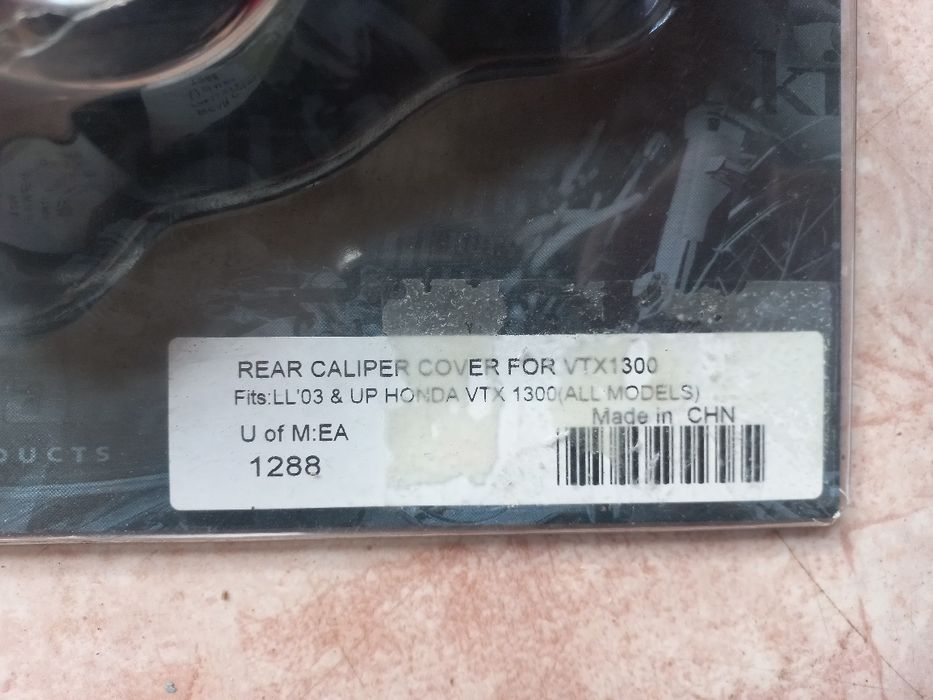 REAR CALIPER COVER FOR VTX1300
Fits:LL'03 & UP HONDA VTX 1300(ALL MODELS)
Made in CHN
U of M:EA
1288
DUCTS